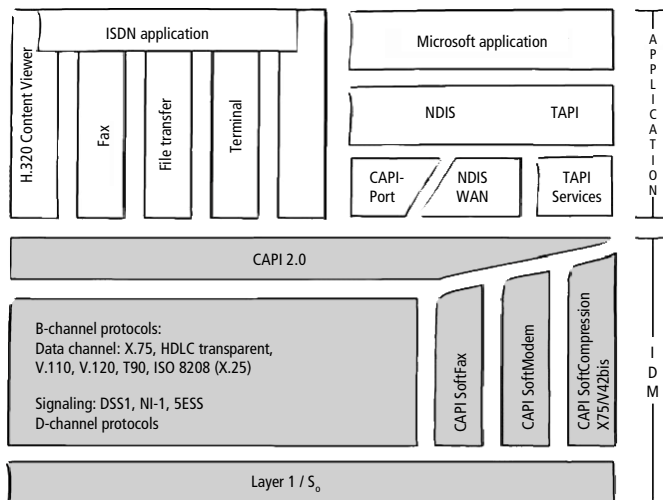 ISDN application
H.320 Content Viewer
Fax
File transfer
Terminal
Microsoft application
NDIS TAPI
CAPI-
Port
NDIS
WAN
TAPI
Services
APPLICATION
CAPI 2.0
B-channel protocols:
Data channel: X.75, HDLC transparent,
V.110, V.120, T90, ISO 8208 (X.25)
Signaling: DSS1, NI-1, 5ESS
D-channel protocols
CAPI SoftFax
CAPI SoftModem
CAPI SoftCompression
X75/V42bis
IDM
Layer 1 / So